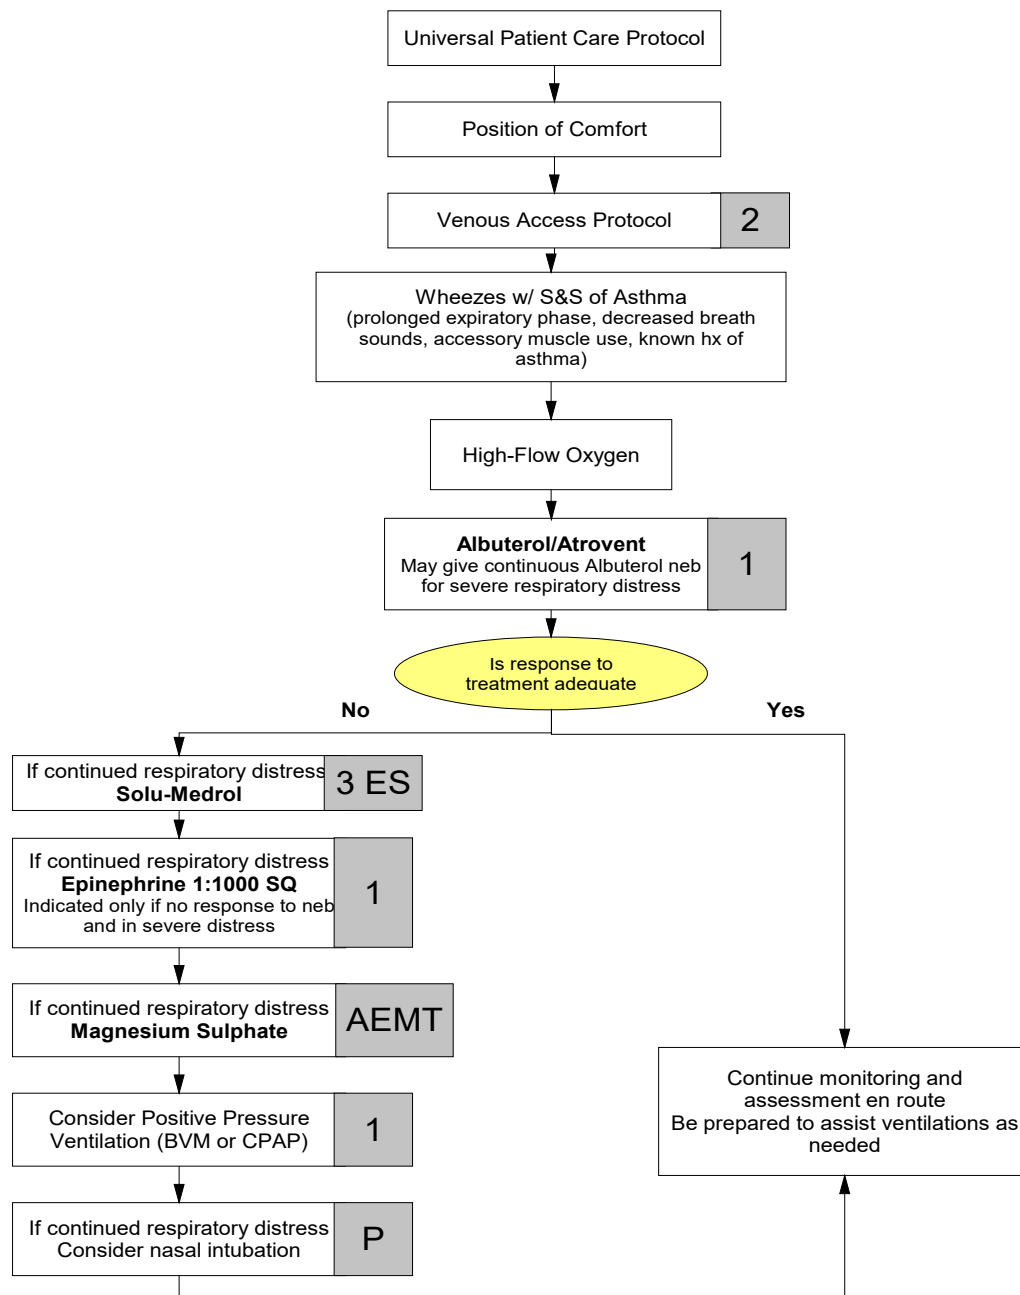 Universal Patient Care Protocol
Position of Comfort
Venous Access Protocol
2
Wheezes w/ S&S of Asthma
(prolonged expiratory phase, decreased breath
sounds, accessory muscle use, known hx of
asthma)
High-Flow Oxygen
Albuterol/Atrovent
May give continuous Albuterol neb
for severe respiratory distress
1
Is response to
treatment adequate
No
Yes
If continued respiratory distress
Solu-Medrol
3 ES
If continued respiratory distress
Epinephrine 1:1000 SQ
Indicated only if no response to neb
and in severe distress
1
If continued respiratory distress
Magnesium Sulphate
AEMT
Consider Positive Pressure
Ventilation (BVM or CPAP)
1
If continued respiratory distress
Consider nasal intubation
P
Continue monitoring and
assessment en route
Be prepared to assist ventilations as
needed